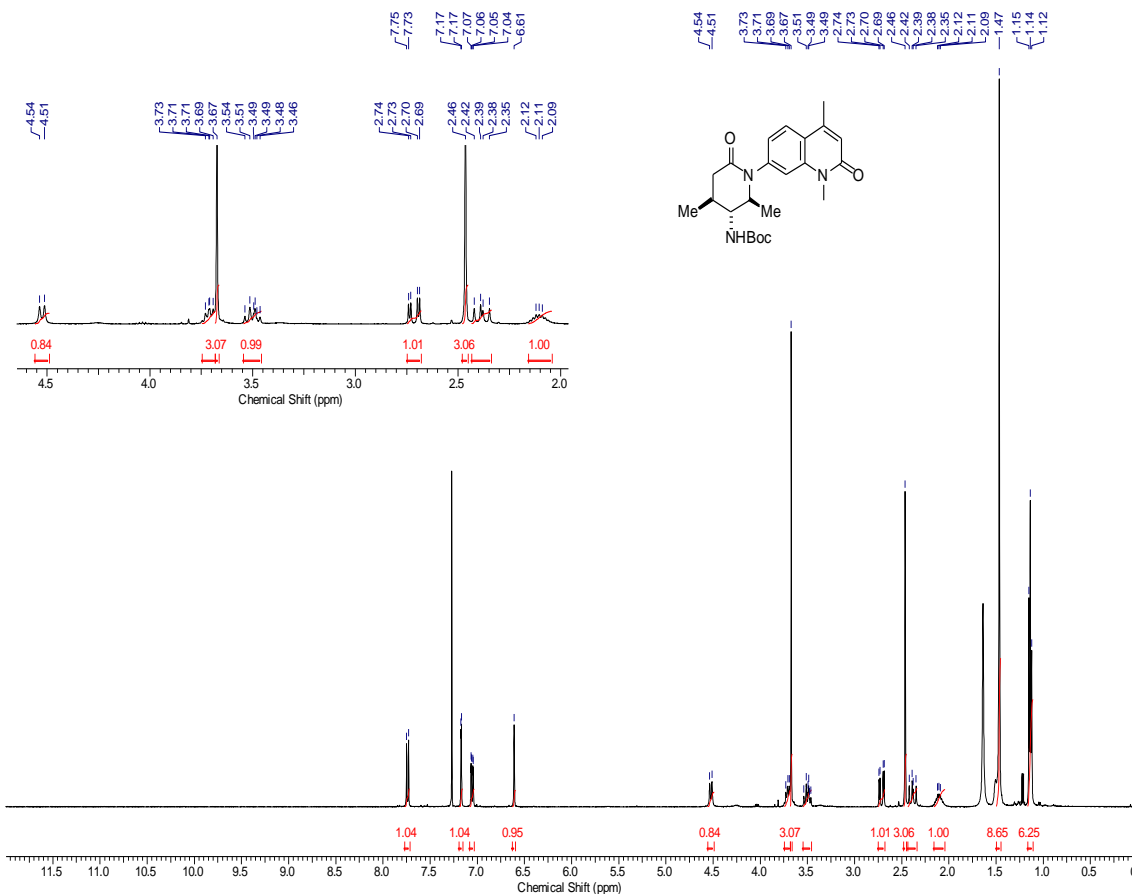 7.75 7.73 7.17 7.17 7.07 7.06 7.05 7.04 6.61 4.54 4.51 3.73 3.71 3.69 3.67 3.51 3.49 3.49 2.74 2.73 2.70 2.69 2.46 2.42 2.39 2.38 2.35 2.12 2.11 2.09 1.47 1.15 1.14 1.12
4.54 4.51 3.73 3.71 3.71 3.69 3.67 3.54 3.51 3.49 3.49 3.48 3.46 2.74 2.73 2.70 2.69 2.46 2.42 2.39 2.38 2.35 2.12 2.11 2.09
O
N
N
O
Me
Me
NHBoc
0.84 3.07 0.99 1.01 3.06 1.00
4.5 4.0 3.5 3.0 2.5 2.0
Chemical Shift (ppm)
1.04 1.04 0.95 0.84 3.07 1.01 3.06 1.00 8.65 6.25
11.5 11.0 10.5 10.0 9.5 9.0 8.5 8.0 7.5 7.0 6.5 6.0 5.5 5.0 4.5 4.0 3.5 3.0 2.5 2.0 1.5 1.0 0
Chemical Shift (ppm)